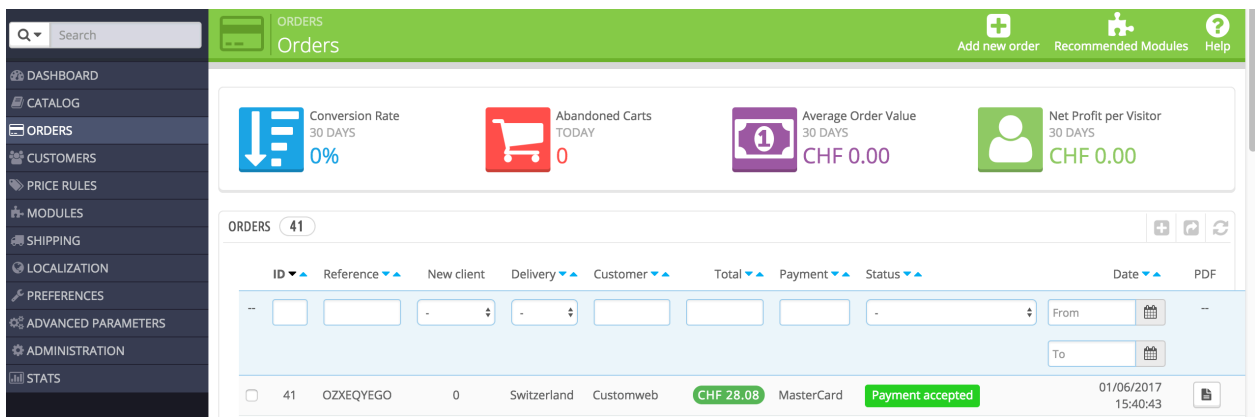 Search
DASHBOARD
CATALOG
ORDERS
CUSTOMERS
PRICE RULES
MODULES
SHIPPING
LOCALIZATION
PREFERENCES
ADVANCED PARAMETERS
ADMINISTRATION
STATS
ORDERS
Orders
Add new order Recommended Modules Help
Conversion Rate
30 DAYS
0%
Abandoned Carts
TODAY
0
1
Average Order Value
30 DAYS
CHF 0.00
Net Profit per Visitor
30 DAYS
CHF 0.00
ORDERS 41
ID Reference New client Delivery Customer Total Payment Status Date PDF
-- - - - From --
To
41 OZXEQYEGO 0 Switzerland Customweb CHF 28.08 MasterCard Payment accepted 01/06/2017
15:40:43